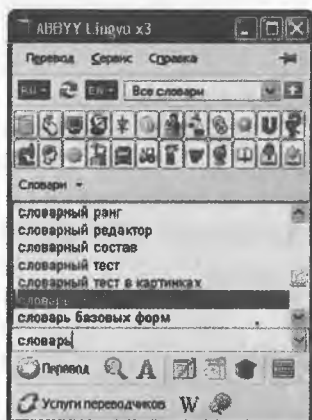 ABBYY Lingvo x3
Перевод Сервис Справка
RU EN Все словари
Словари
словарный ранг
словарный редактор
словарный состав
словарный тест
словарный тест в картинках
словарь
словарь базовых форм
словарь
Перевод A
Услуги переводчиков W